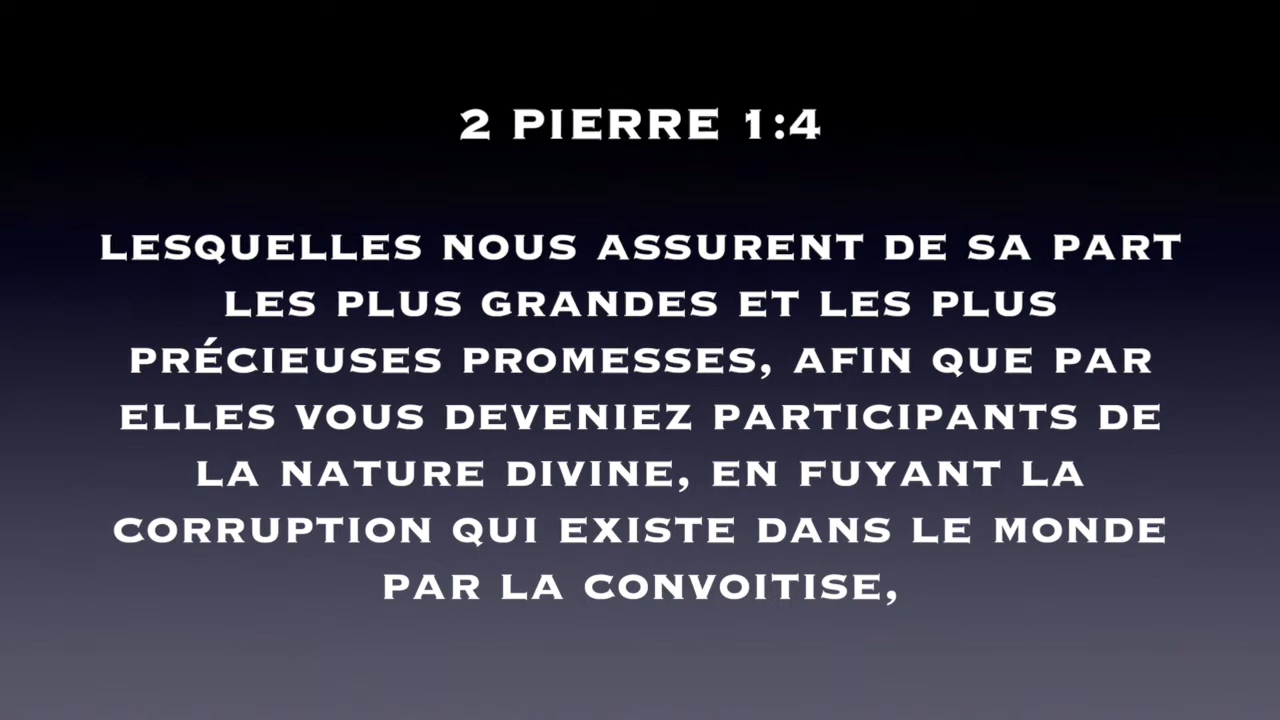 2 PIERRE 1:4
LESQUELLES NOUS ASSURENT DE SA PART
LES PLUS GRANDES ET LES PLUS
PRÉCIEUSES PROMESSES, AFIN QUE PAR
ELLES VOUS DEVENIEZ PARTICIPANTS DE
LA NATURE DIVINE, EN FUYANT LA
CORRUPTION QUI EXISTE DANS LE MONDE
PAR LA CONVOITISE,